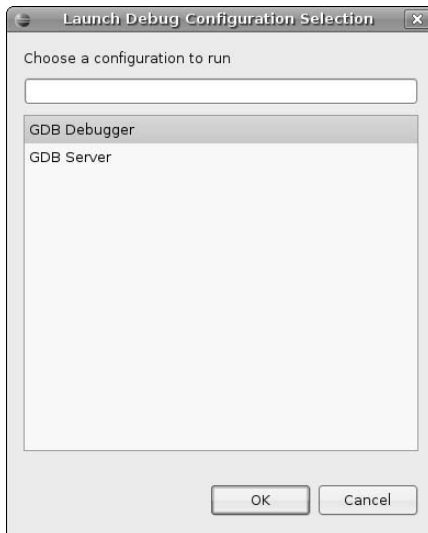 Launch Debug Configuration Selection
Choose a configuration to run
GDB Debugger
GDB Server
OK
Cancel